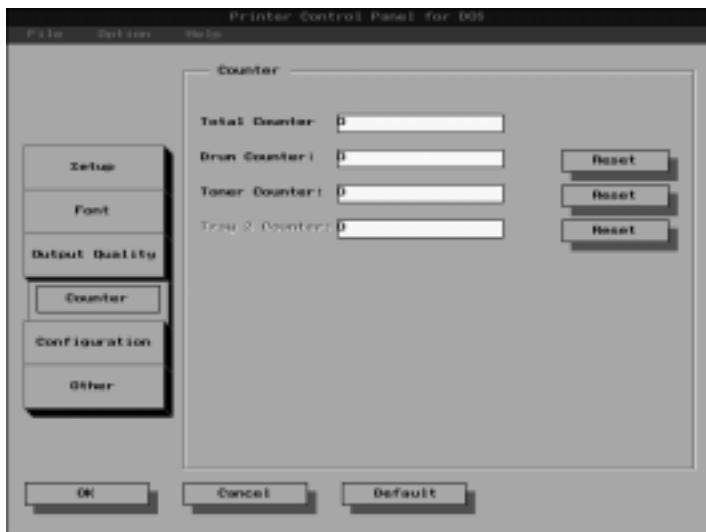 Printer Control Panel for DOS
File Option Help
Counter
Total Counter 0
Drum Counter: 0 Reset
Toner Counter: 0 Reset
Tray 2 Counter: 0 Reset
Setup
Font
Output Quality
Counter
Configuration
Other
OK Cancel Default